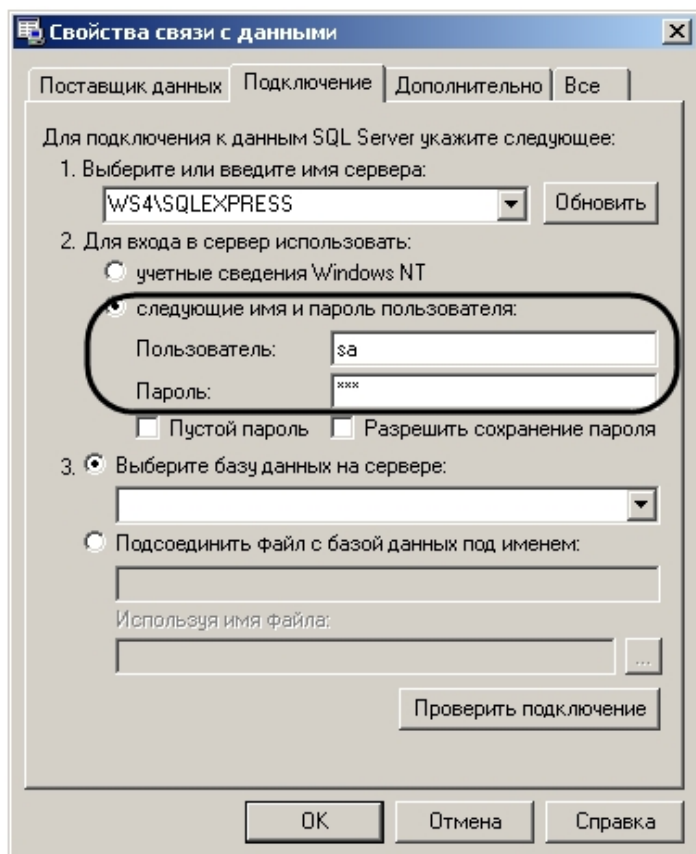 Свойства связи с данными
Поставщик данных Подключение Дополнительно Все
Для подключения к данным SQL Server укажите следующее:
1. Выберите или введите имя сервера:
WS4\SQLEXPRESS Обновить
2. Для входа в сервер использовать:
учетные сведения Windows NT
следующие имя и пароль пользователя:
Пользователь: sa
Пароль: ***
Пустой пароль Разрешить сохранение пароля
3. Выберите базу данных на сервере:
Подсоединить файл с базой данных под именем:
Используя имя файла:
...
Проверить подключение
OK Отмена Справка